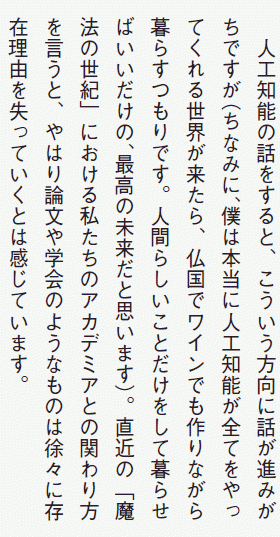 人工知能の話をすると、こういう方向に話が進みが
ちですが(ちなみに、僕は本当に人工知能が全てをやっ
てくれる世界が来たら、仏国でワインでも作りながら
暮らすつもりです。人間らしいことだけをして暮らせ
ばいいだけの、最高の未来だと思います)。直近の「魔
法の世紀」における私たちのアカデミアとの関わり方
を言うと、やはり論文や学会のようなものは徐々に存
在理由を失っていくとは感じています。